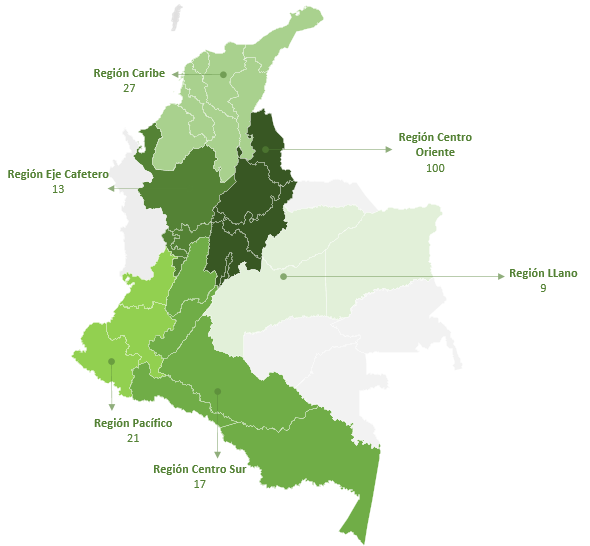 Región Caribe
27
Región Centro
Oriente
100
Región Eje Cafetero
13
Región LLano
9
Región Pacífico
21
Región Centro Sur
17